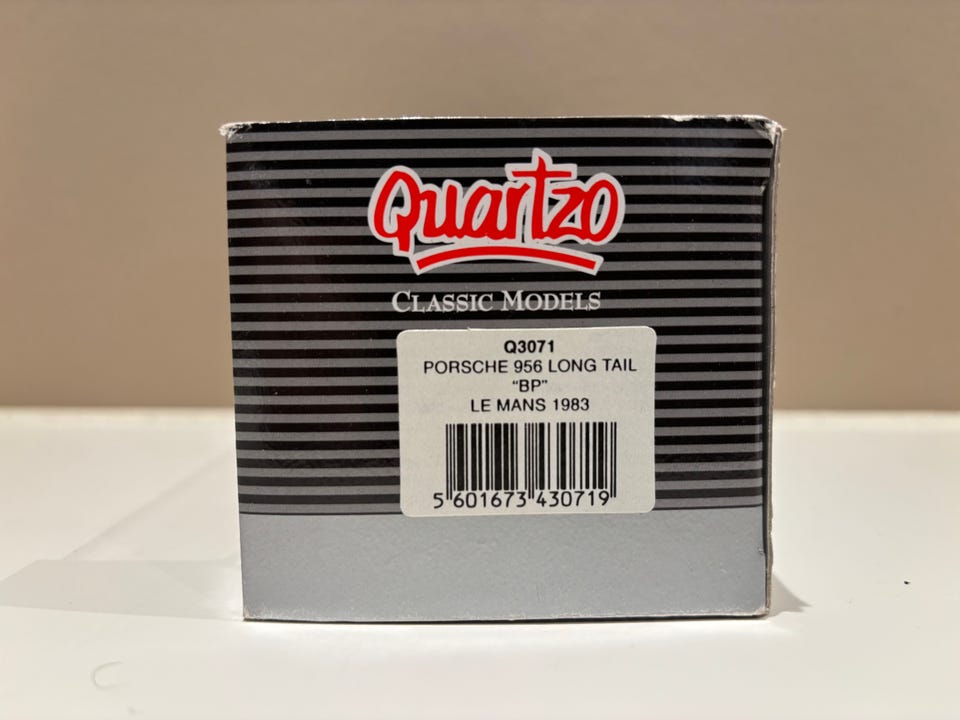 Quartzo
CLASSIC MODELS
Q3071
PORSCHE 956 LONG TAIL
“BP”
LE MANS 1983
5 601673 430719